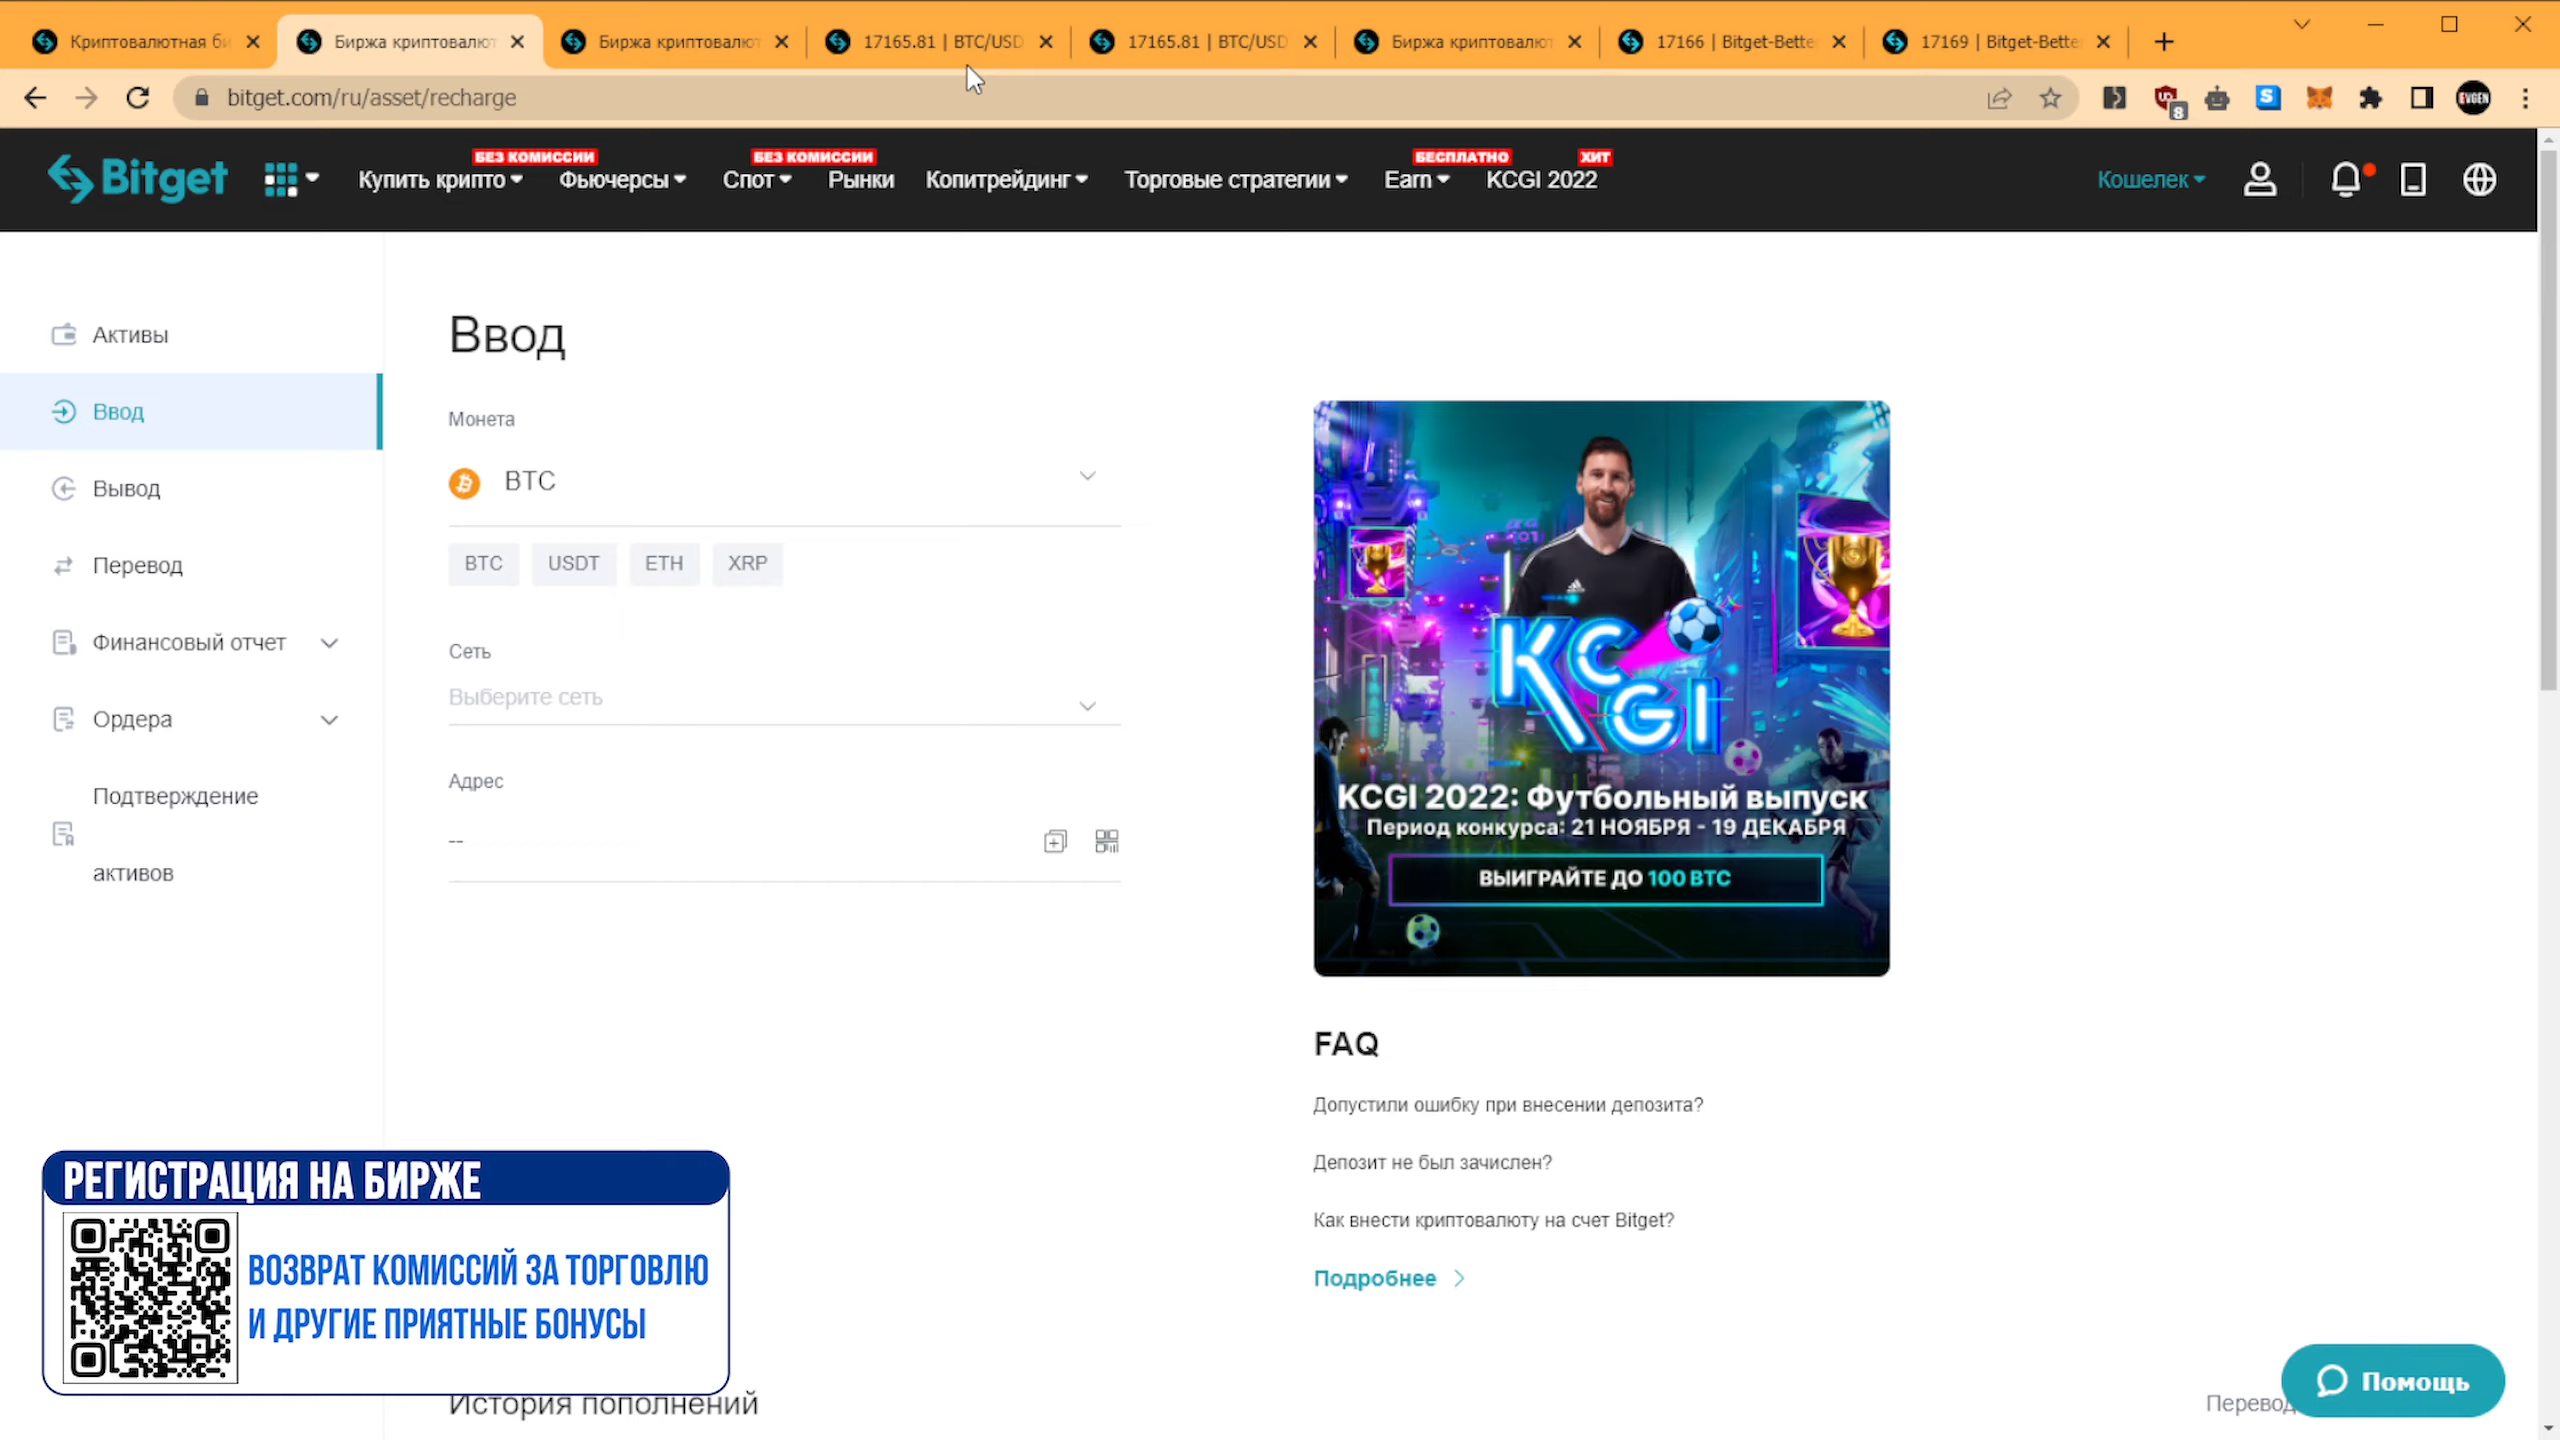 Криптовалютная би
Биржа криптовалют
Биржа криптовалют
17165.81 | BTC/USD
17165.81 | BTC/USD
Биржа криптовалют
17166 | Bitget-Bette
17169 | Bitget-Bette
bitget.com/ru/asset/recharge
8
S
EVGEN
Bitget
БЕЗ КОМИССИИ
БЕЗ КОМИССИИ
БЕСПЛАТНО
ХИТ
Купить крипто
Фьючерсы
Спот
Рынки
Копитрейдинг
Торговые стратегии
Earn
KCGI 2022
Кошелек
Активы
Ввод
Вывод
Перевод
Финансовый отчет
Ордера
Подтверждение
активов
Ввод
Монета
BTC
BTC
USDT
ETH
XRP
Сеть
Выберите сеть
Адрес
--
KCGI
KCGI 2022: Футбольный выпуск
Период конкурса: 21 НОЯБРЯ - 19 ДЕКАБРЯ
ВЫИГРАЙТЕ ДО 100 BTC
FAQ
Допустили ошибку при внесении депозита?
Депозит не был зачислен?
Как внести криптовалюту на счет Bitget?
Подробнее
РЕГИСТРАЦИЯ НА БИРЖЕ
ВОЗВРАТ КОМИССИЙ ЗА ТОРГОВЛЮ
И ДРУГИЕ ПРИЯТНЫЕ БОНУСЫ
История пополнений
Перевод
Помощь